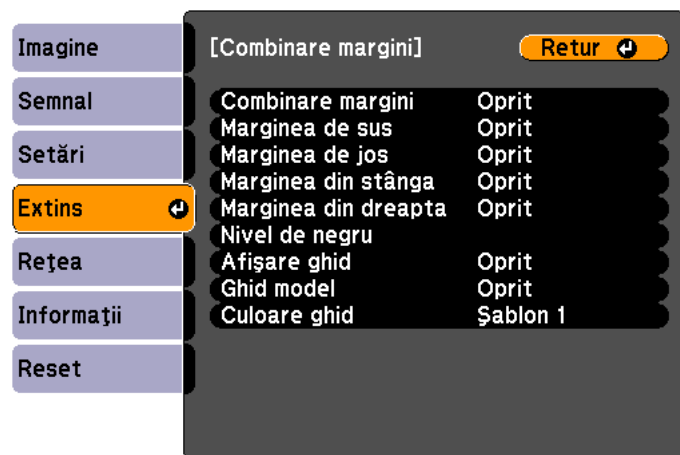 Imagine
Semnal
Setări
Extins
Reţea
Informaţii
Reset
[Combinare margini] Retur
Combinare margini Oprit
Marginea de sus Oprit
Marginea de jos Oprit
Marginea din stânga Oprit
Marginea din dreapta Oprit
Nivel de negru
Afişare ghid Oprit
Ghid model Oprit
Culoare ghid Şablon 1